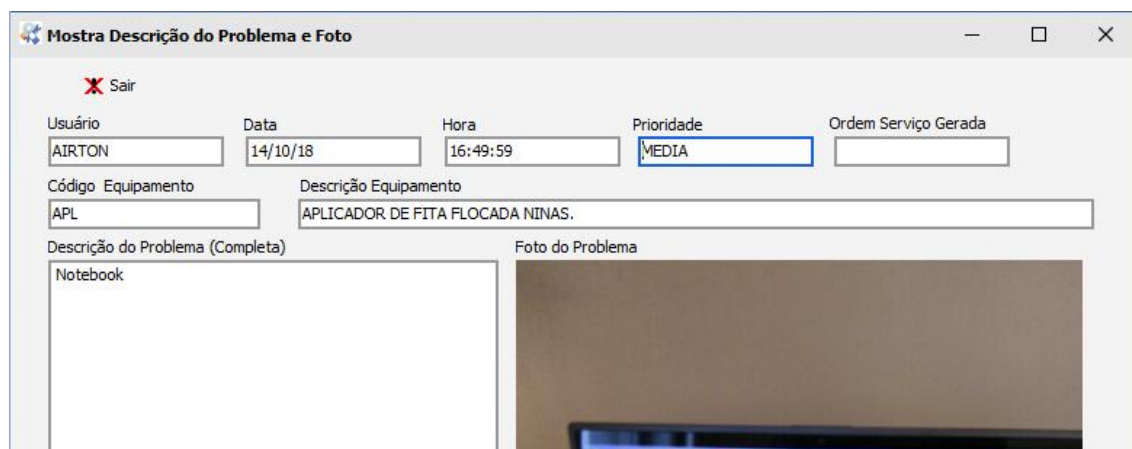 Mostra Descrição do Problema e Foto
Sair
Usuário Data Hora Prioridade Ordem Serviço Gerada
AIRTON 14/10/18 16:49:59 MEDIA
Código Equipamento Descrição Equipamento
APL APLICADOR DE FITA FLOCADA NINAS.
Descrição do Problema (Completa) Foto do Problema
Notebook